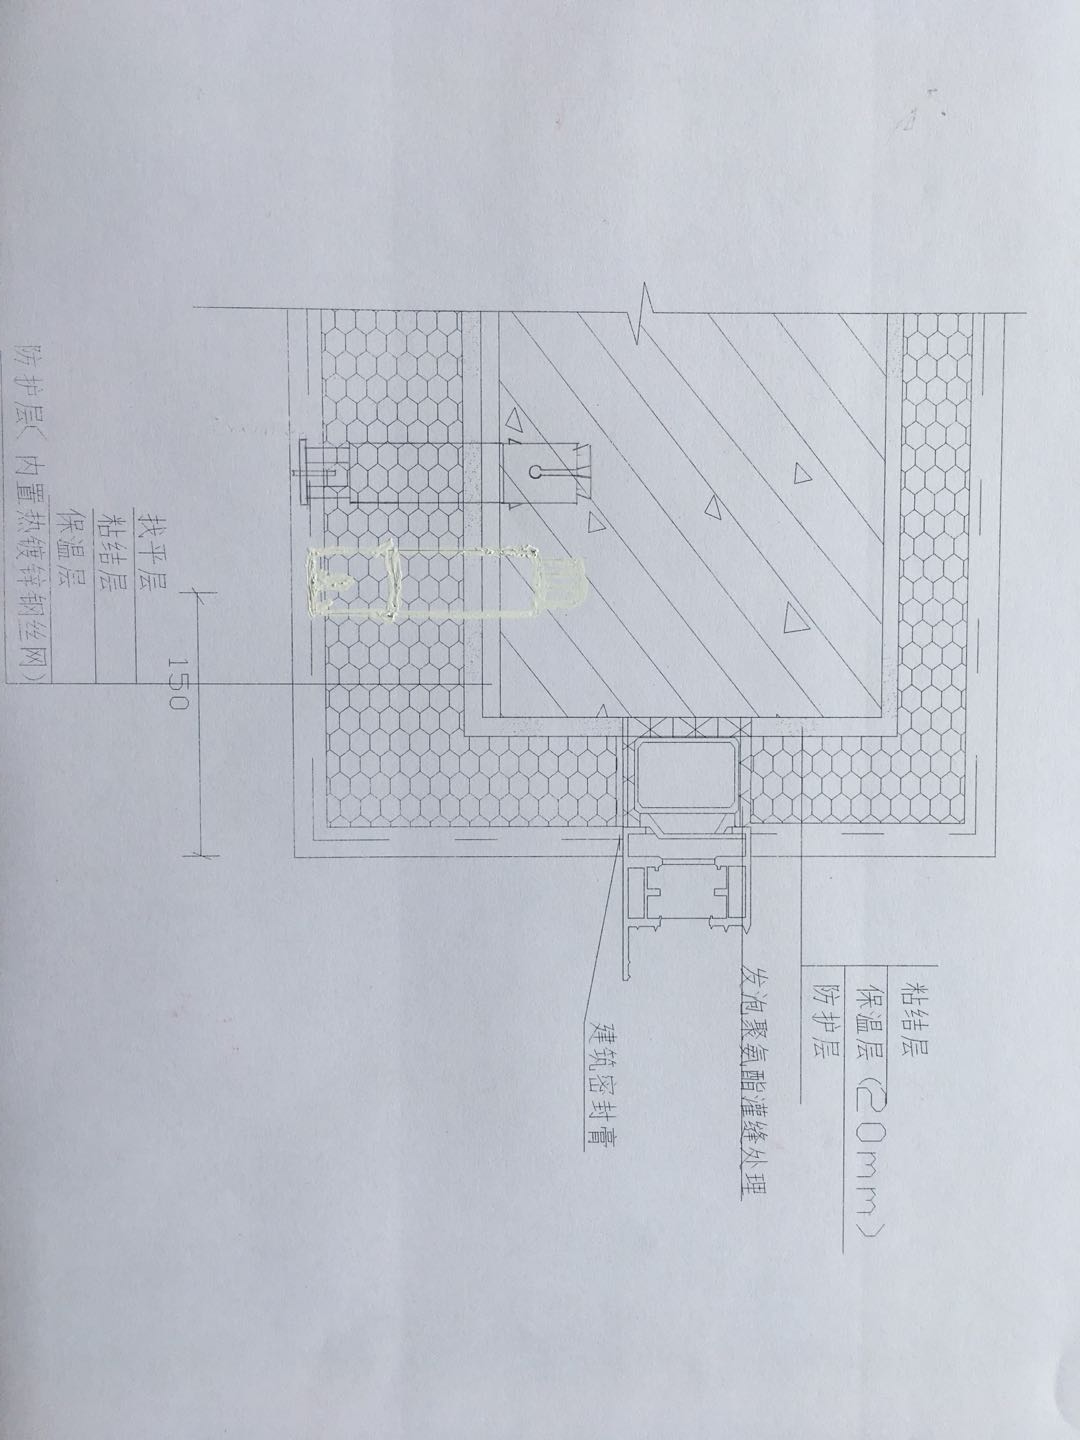 粘结层
保温层(20mm)
防护层
发泡聚氨酯灌缝处理
建筑密封膏
150
找平层
粘结层
保温层
防护层(内置热镀锌钢丝网)